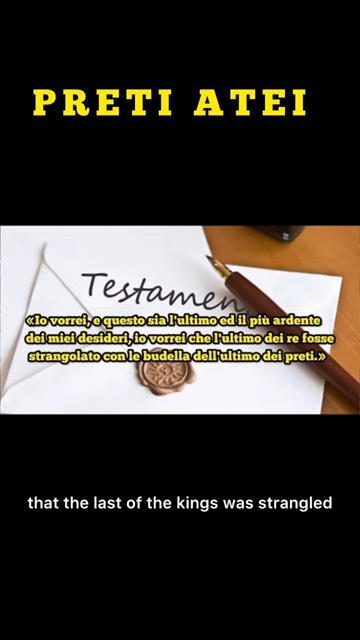 PRETI ATEI
Testamen
«Io vorrei, e questo sia l'ultimo ed il più ardente
dei miei desideri, io vorrei che l'ultimo dei re fosse
strangolato con le budella dell'ultimo dei preti.»
that the last of the kings was strangled